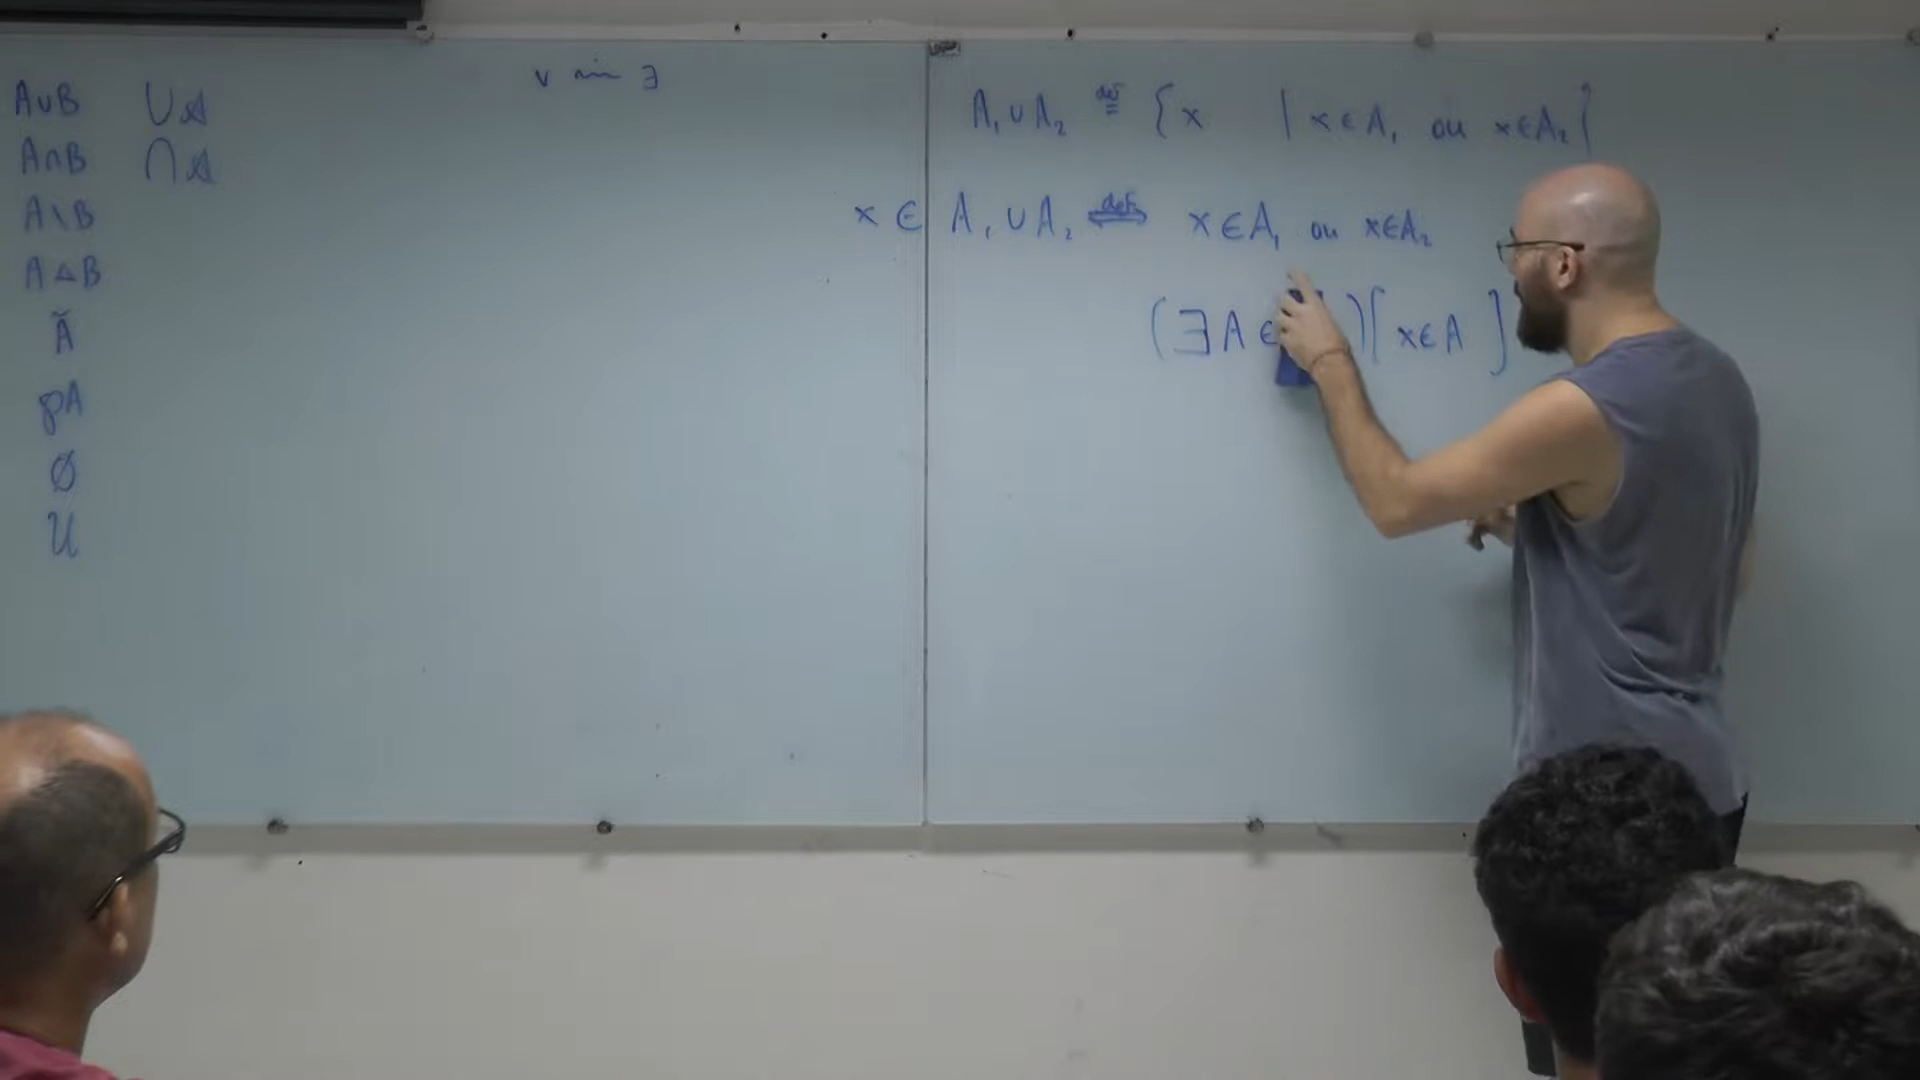 A∪B ∪𝒜
A∩B ∩𝒜
A\B
A△B
Ã
℘A
∅
𝒰
∨ ⇝ ∃
A₁∪A₂ ≝ {x | x∈A₁ ou x∈A₂}
x ∈ A₁∪A₂ ⇐def⇒ x∈A₁ ou x∈A₂
(∃A∈ )[x∈A]